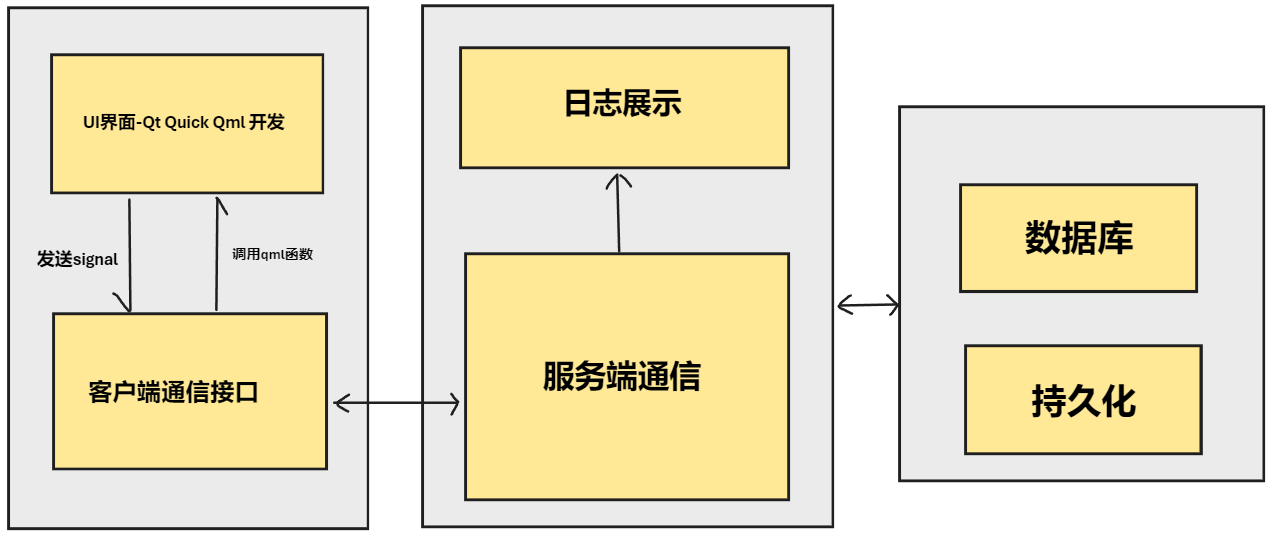 UI界面-Qt Quick Qml 开发
发送signal
调用qml函数
客户端通信接口
日志展示
服务端通信
数据库
持久化